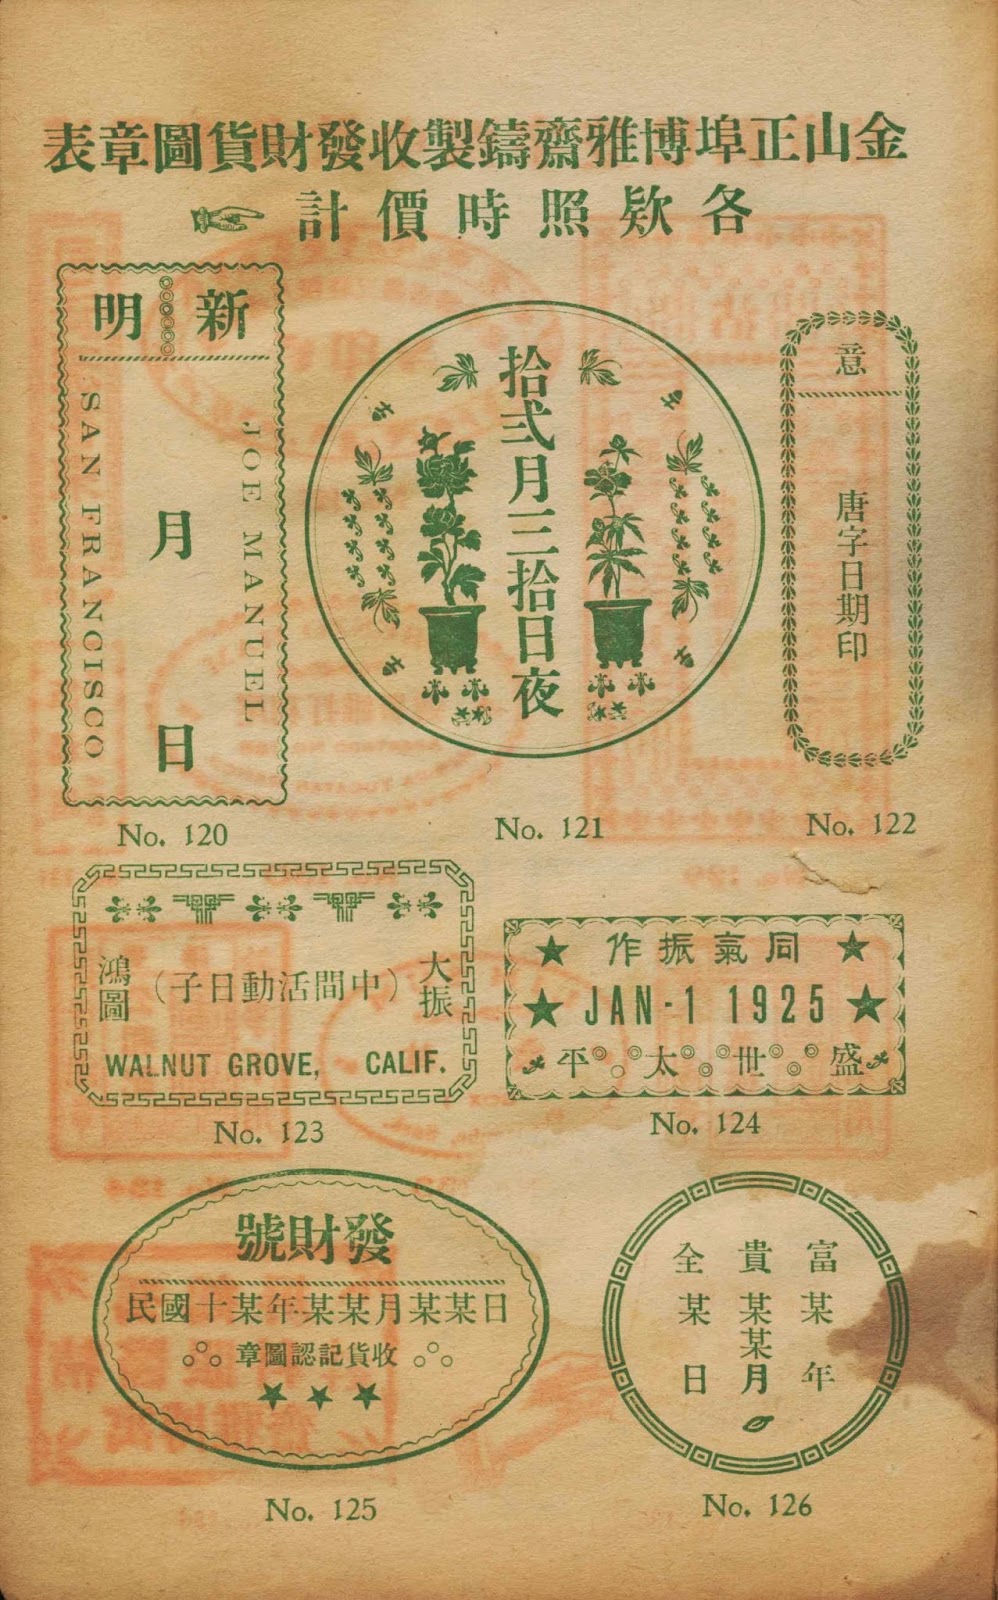 金山正埠博雅齋鑄製收發財貨圖章表
各欵照時價計
新明
JOE MANUEL
月日
SAN FRANCISCO
No. 120
拾弍月三拾日夜
No. 121
意
唐字日期印
No. 122
大振
(中間活動日子)
鴻圖
WALNUT GROVE, CALIF.
No. 123
同氣振作
JAN-1 1925
盛世太平
No. 124
發財號
民國十某年某某月某某日
收貨記認圖章
No. 125
富某年
貴某某月
全某日
No. 126